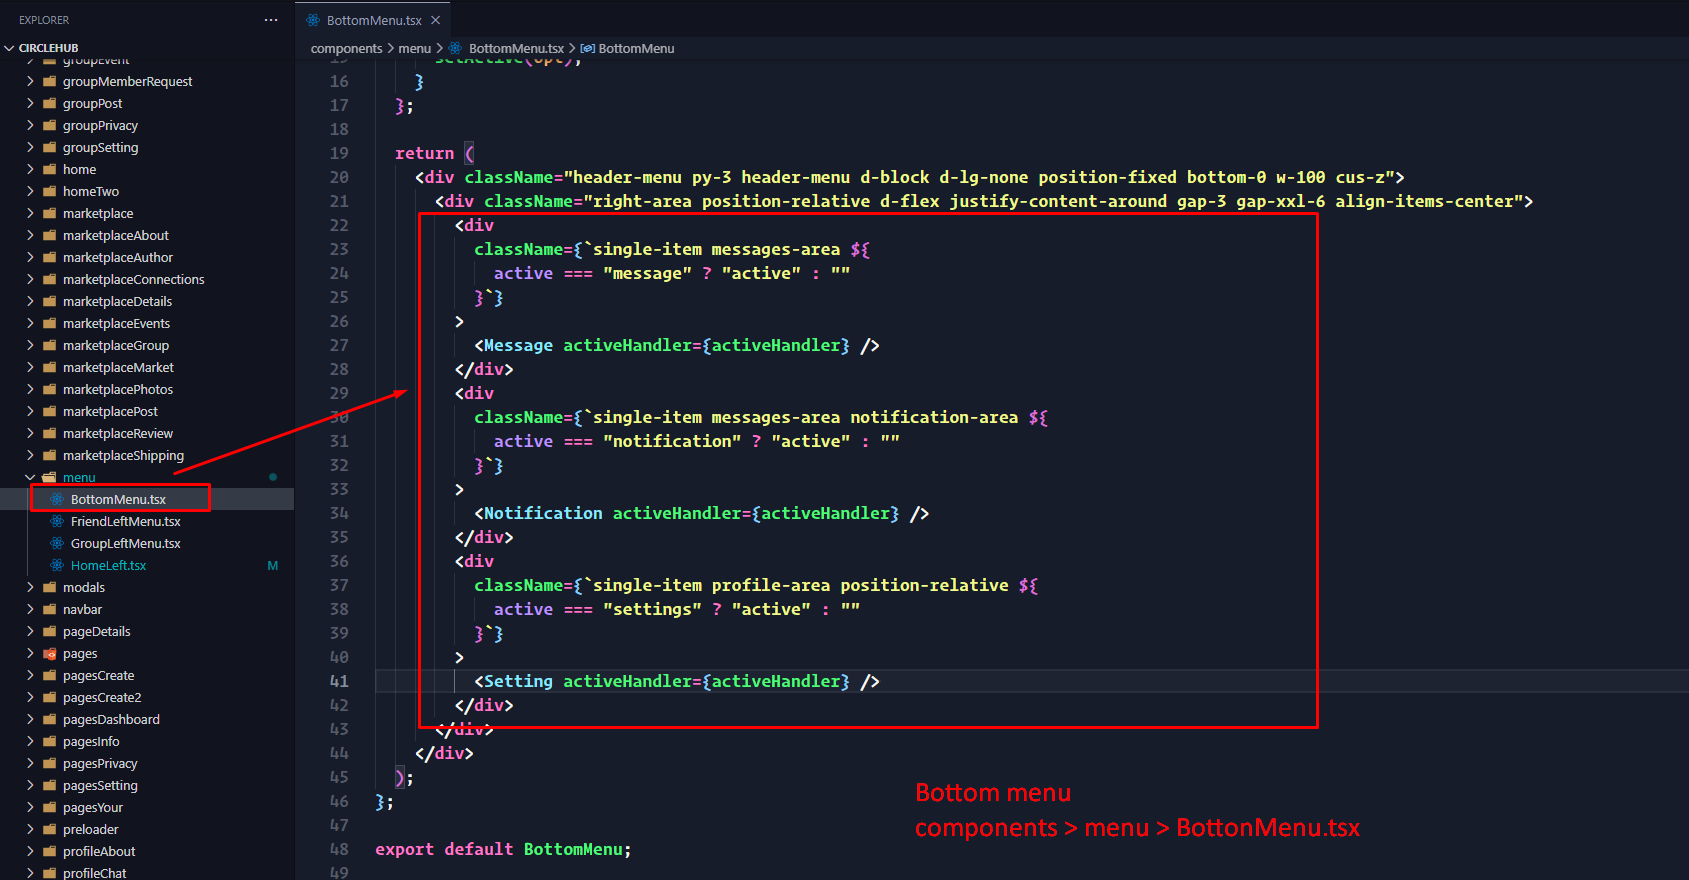 EXPLORER
···
CIRCLEHUB
groupEvent
groupMemberRequest
groupPost
groupPrivacy
groupSetting
home
homeTwo
marketplace
marketplaceAbout
marketplaceAuthor
marketplaceConnections
marketplaceDetails
marketplaceEvents
marketplaceGroup
marketplaceMarket
marketplacePhotos
marketplacePost
marketplaceReview
marketplaceShipping
menu
BottomMenu.tsx
FriendLeftMenu.tsx
GroupLeftMenu.tsx
HomeLeft.tsx M
modals
navbar
pageDetails
pages
pagesCreate
pagesCreate2
pagesDashboard
pagesInfo
pagesPrivacy
pagesSetting
pagesYour
preloader
profileAbout
profileChat
BottomMenu.tsx ×
components > menu > BottomMenu.tsx > BottomMenu
15 setActive(opt);
16 }
17 };
18
19 return (
20 <div className="header-menu py-3 header-menu d-block d-lg-none position-fixed bottom-0 w-100 cus-z">
21 <div className="right-area position-relative d-flex justify-content-around gap-3 gap-xxl-6 align-items-center">
22 <div
23 className={`single-item messages-area ${
24 active === "message" ? "active" : ""
25 }`}
26 >
27 <Message activeHandler={activeHandler} />
28 </div>
29 <div
30 className={`single-item messages-area notification-area ${
31 active === "notification" ? "active" : ""
32 }`}
33 >
34 <Notification activeHandler={activeHandler} />
35 </div>
36 <div
37 className={`single-item profile-area position-relative ${
38 active === "settings" ? "active" : ""
39 }`}
40 >
41 <Setting activeHandler={activeHandler} />
42 </div>
43 </div>
44 </div>
45 );
46 };
47
48 export default BottomMenu;
49
Bottom menu
components > menu > BottonMenu.tsx